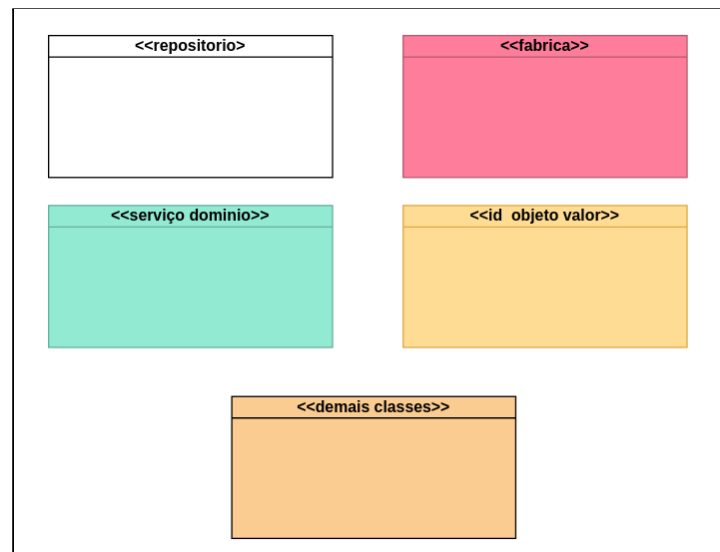 <<repositorio>
<<fabrica>>
<<serviço dominio>>
<<id  objeto valor>>
<<demais classes>>